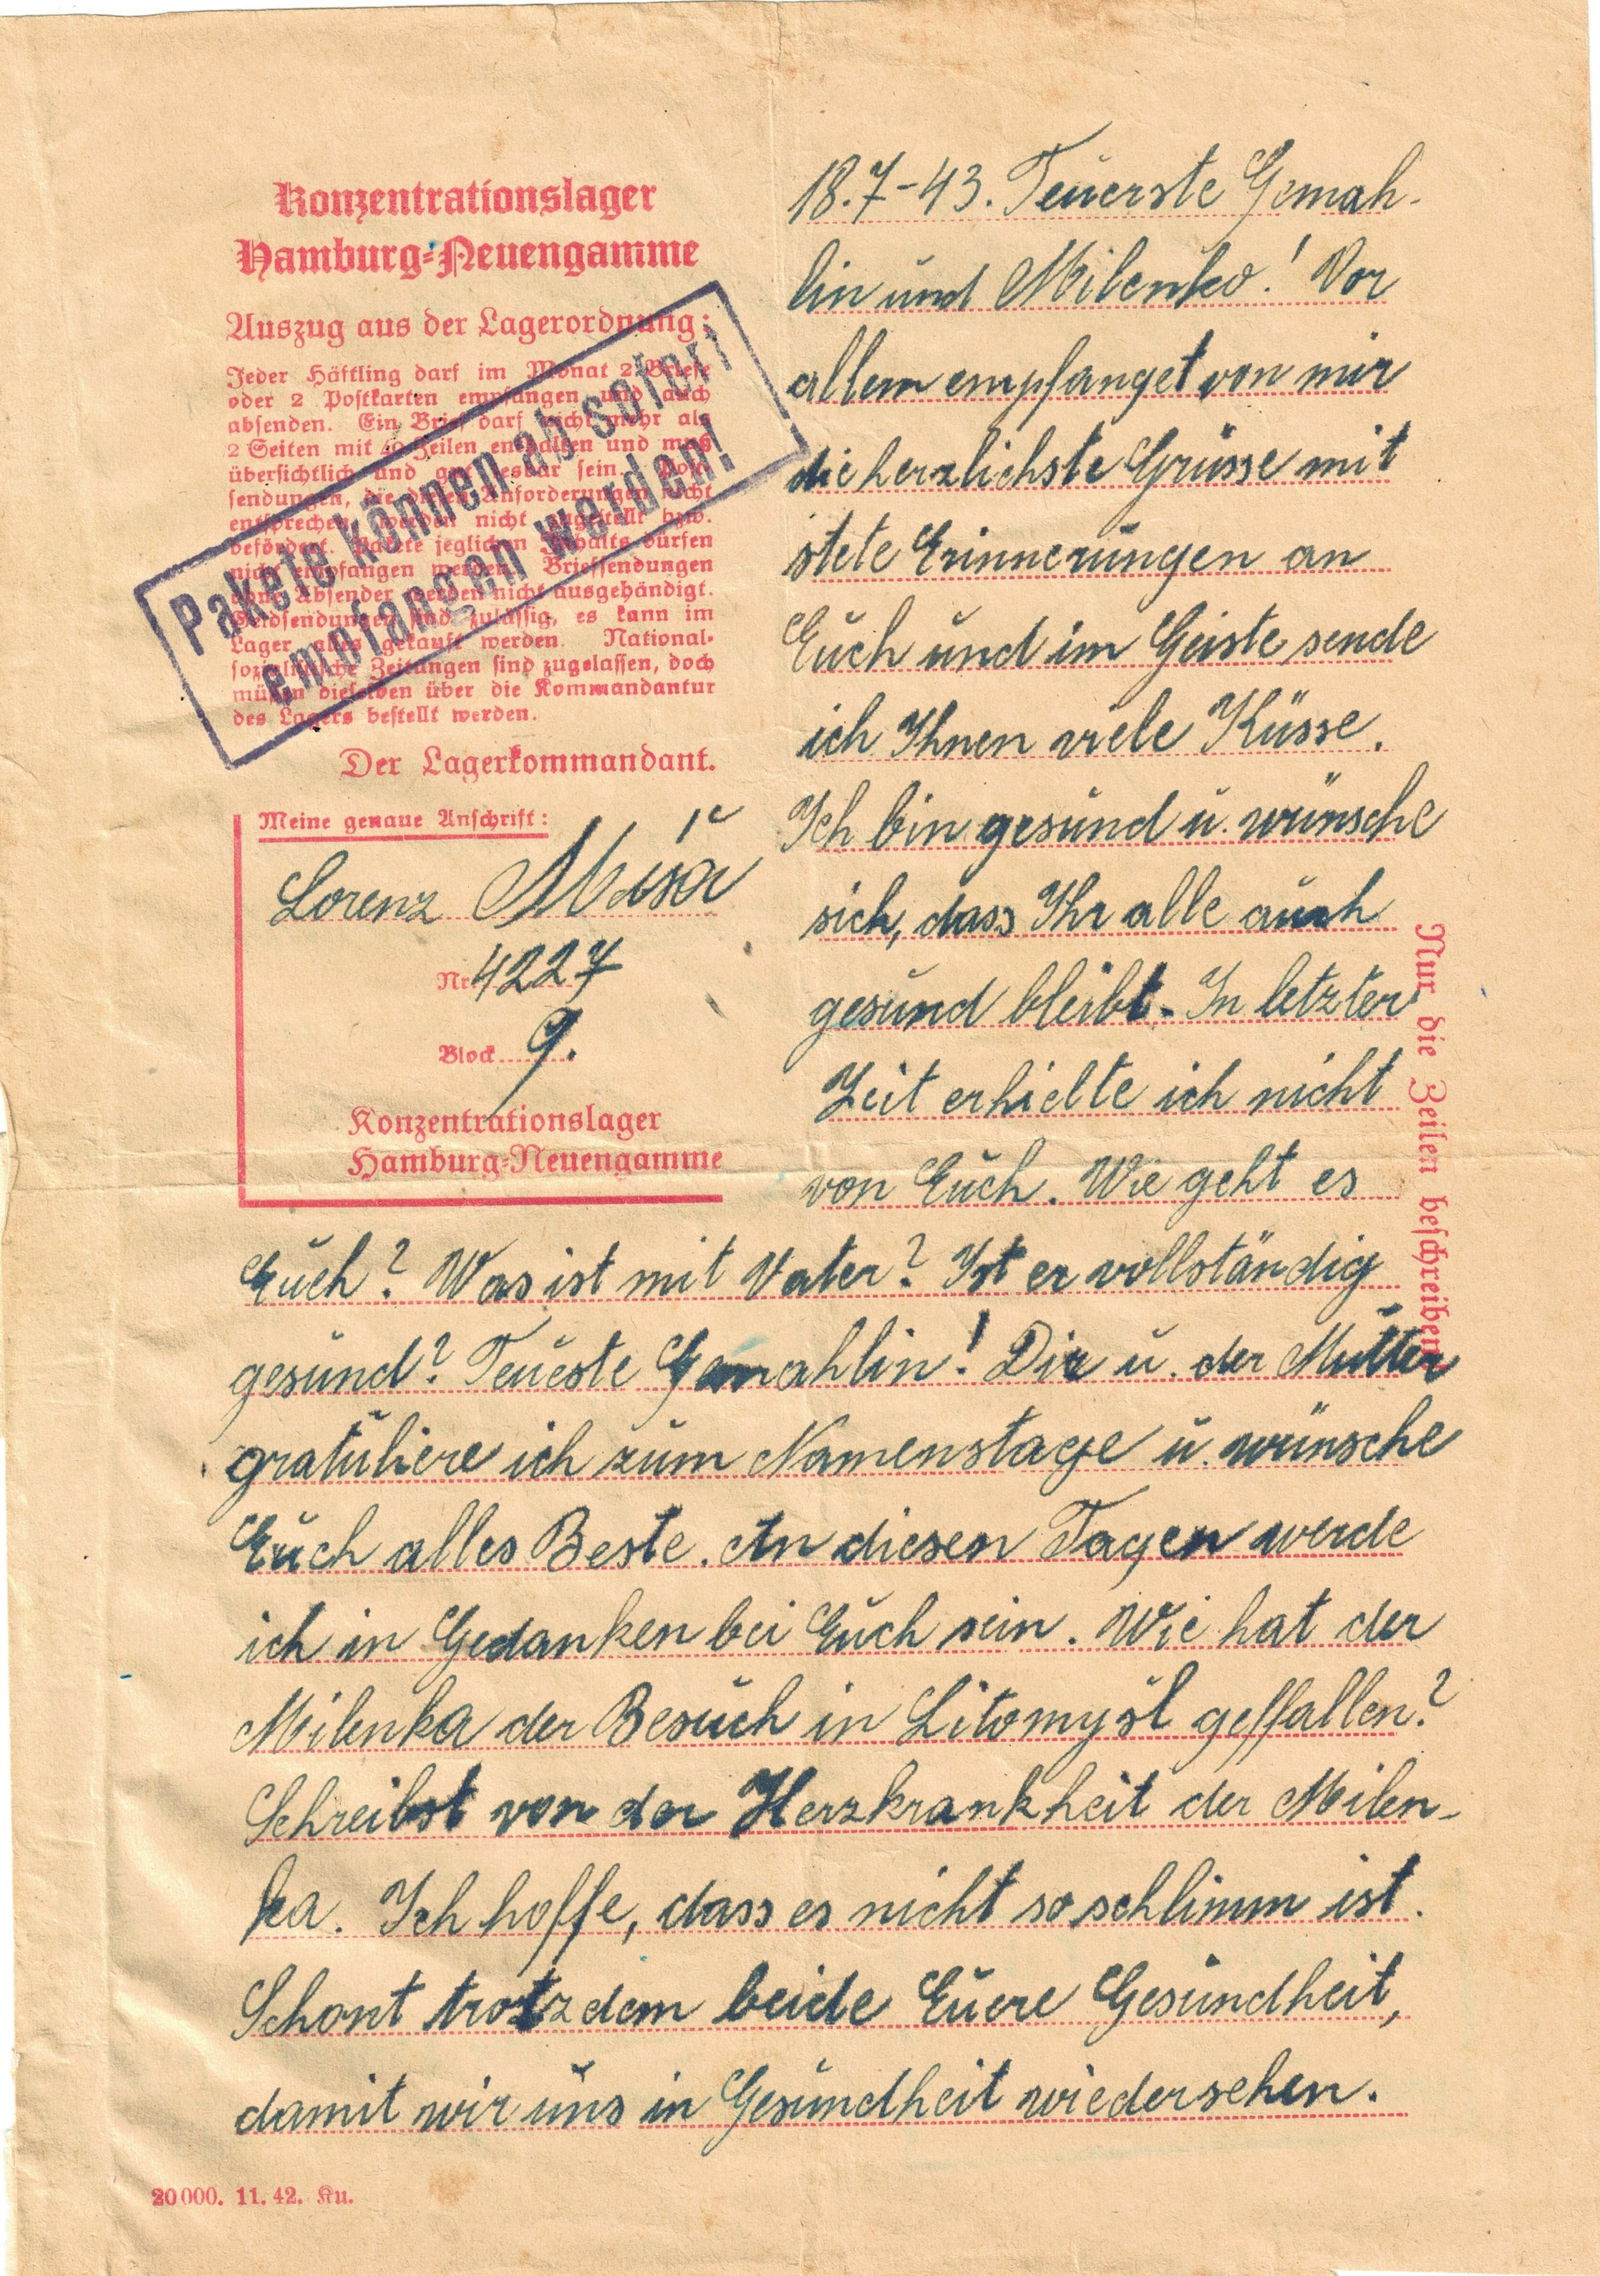 Konzentrationslager
Hamburg-Neuengamme
Auszug aus der Lagerordnung:
Jeder Häftling darf im Monat 2 Briefe
oder 2 Postkarten empfangen und auch
absenden. Ein Brief darf nicht mehr als
2 Seiten mit Zeilen enthalten und muß
übersichtlich und gut lesbar sein. Post-
sendungen, die diesen Anforderungen nicht
entsprechen, werden nicht zugestellt bzw.
befördert. Pakete jeglichen Inhalts dürfen
nicht empfangen werden. Briefsendungen
ohne Absender werden nicht ausgehändigt.
Geldsendungen sind zulässig, es kann im
Lager alles gekauft werden. National-
sozialistische Zeitungen sind zugelassen, doch
müssen dieselben über die Kommandantur
des Lagers bestellt werden.
Der Lagerkommandant.
Pakete können ab sofort
empfangen werden!
Meine genaue Anschrift:
Lorenz
Nr. 4227
Block 9.
Konzentrationslager
Hamburg-Neuengamme
18.7-43. Teuerste Gemah-
lin und Milenko! Vor
allem empfanget von mir
die herzlichste Grüsse mit
stete Erinnerungen an
Euch und im Geiste sende
ich Ihnen viele Küsse.
Ich bin gesund u. wünsche
sich, dass Ihr alle auch
gesund bleibt. In letzter
Zeit erhielte ich nicht
von Euch. Wie geht es
Euch? Was ist mit Vater? Ist er vollständig
gesund? Teueste Gemahlin! Dir u. der Mutter
gratuliere ich zum Namenstage u. wünsche
Euch alles Beste. An diesen Tagen werde
ich in Gedanken bei Euch sein. Wie hat der
Milenka der Besuch in Litomyšl geffallen?
Schreibst von der Herzkrankheit der Milen-
ka. Ich hoffe, dass es nicht so schlimm ist.
Schont trotzdem beide Euere Gesundheit,
damit wir uns in Gesundheit wiedersehen.
Nur die Zeilen beschreiben!
20000. 11. 42. Ku.